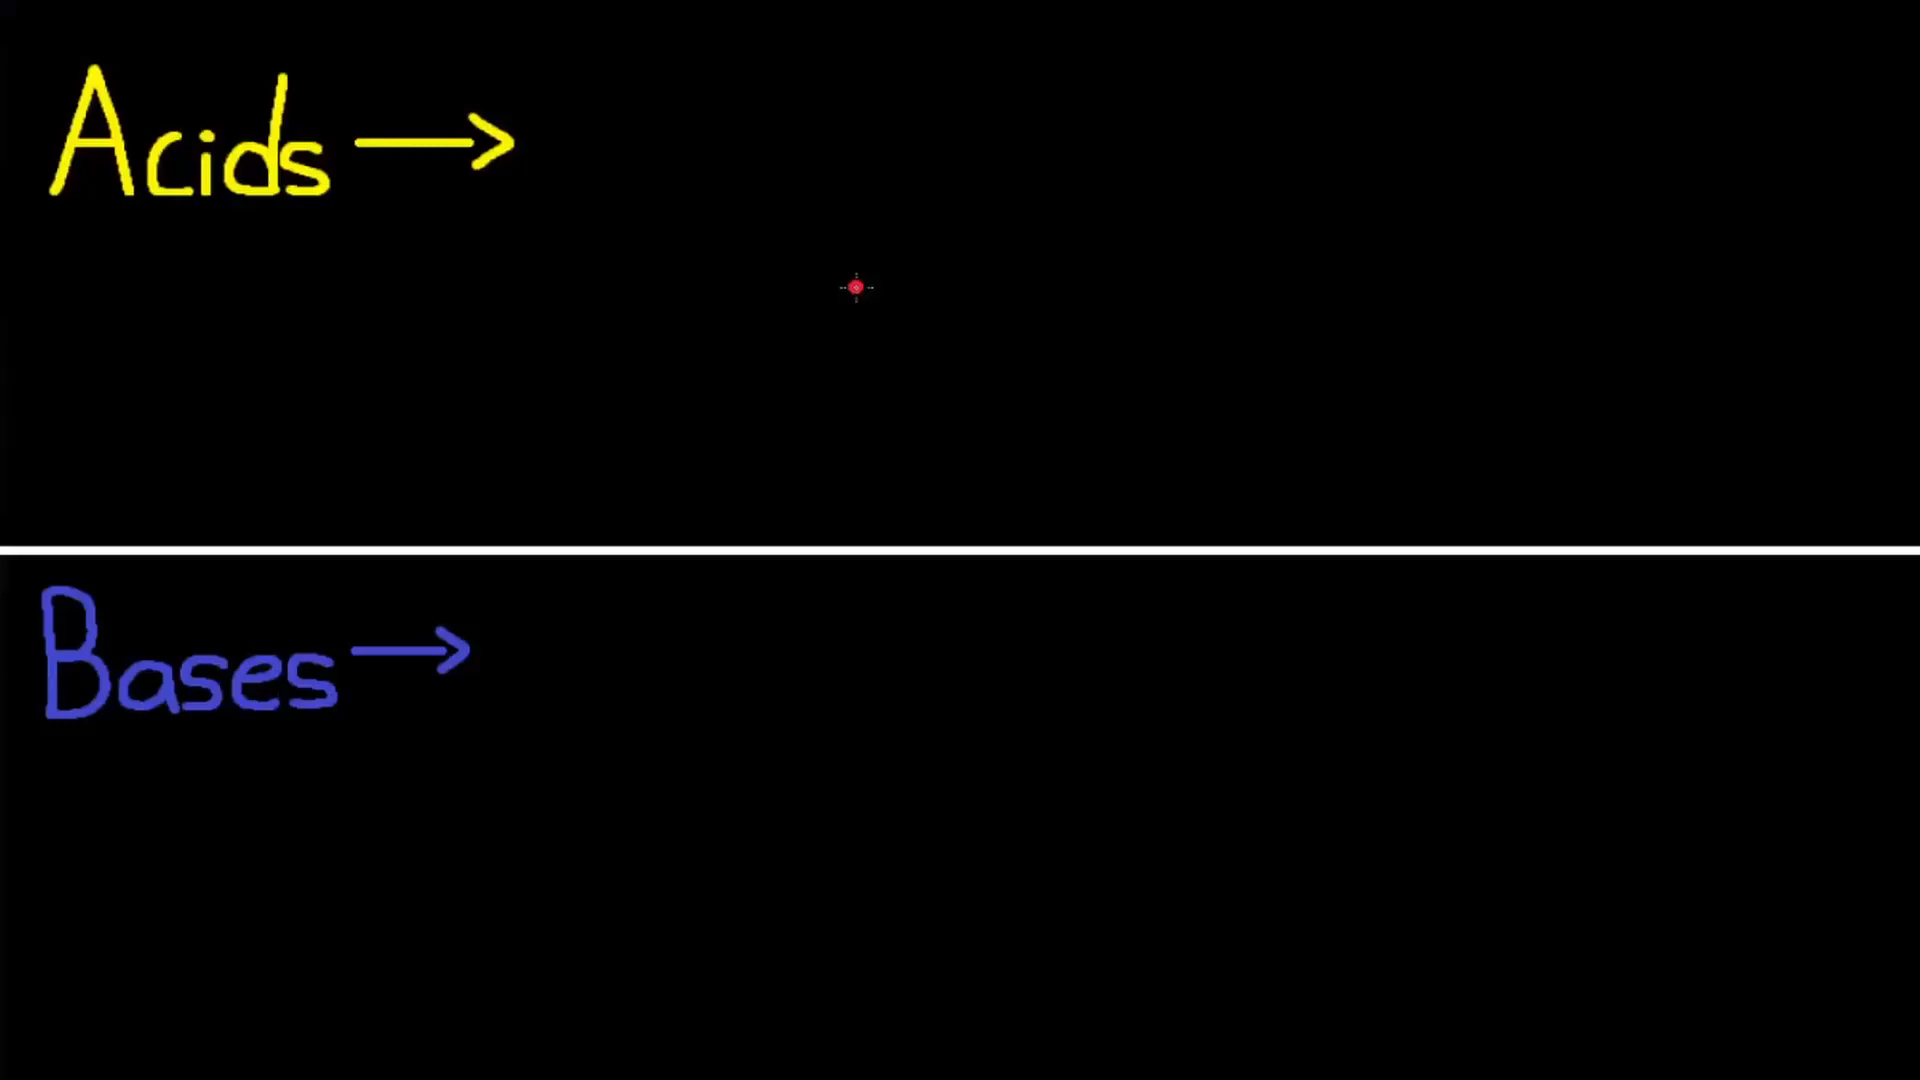 Acids →
Bases →